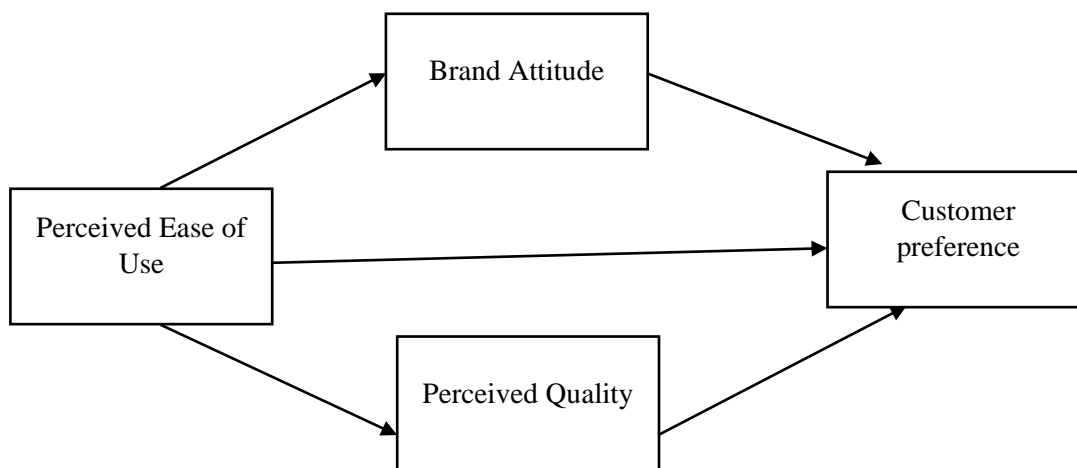 Brand Attitude
Perceived Ease of
Use
Customer
preference
Perceived Quality